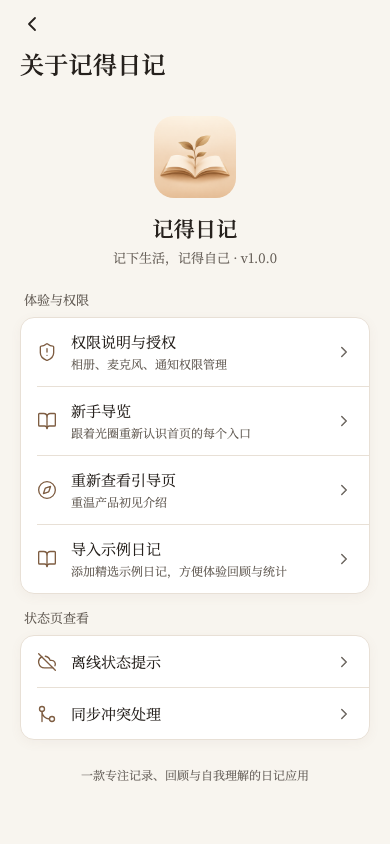 关于记得日记
记得日记
记下生活，记得自己 · v1.0.0
体验与权限
权限说明与授权
相册、麦克风、通知权限管理
新手导览
跟着光圈重新认识首页的每个入口
重新查看引导页
重温产品初见介绍
导入示例日记
添加精选示例日记，方便体验回顾与统计
状态页查看
离线状态提示
同步冲突处理
一款专注记录、回顾与自我理解的日记应用